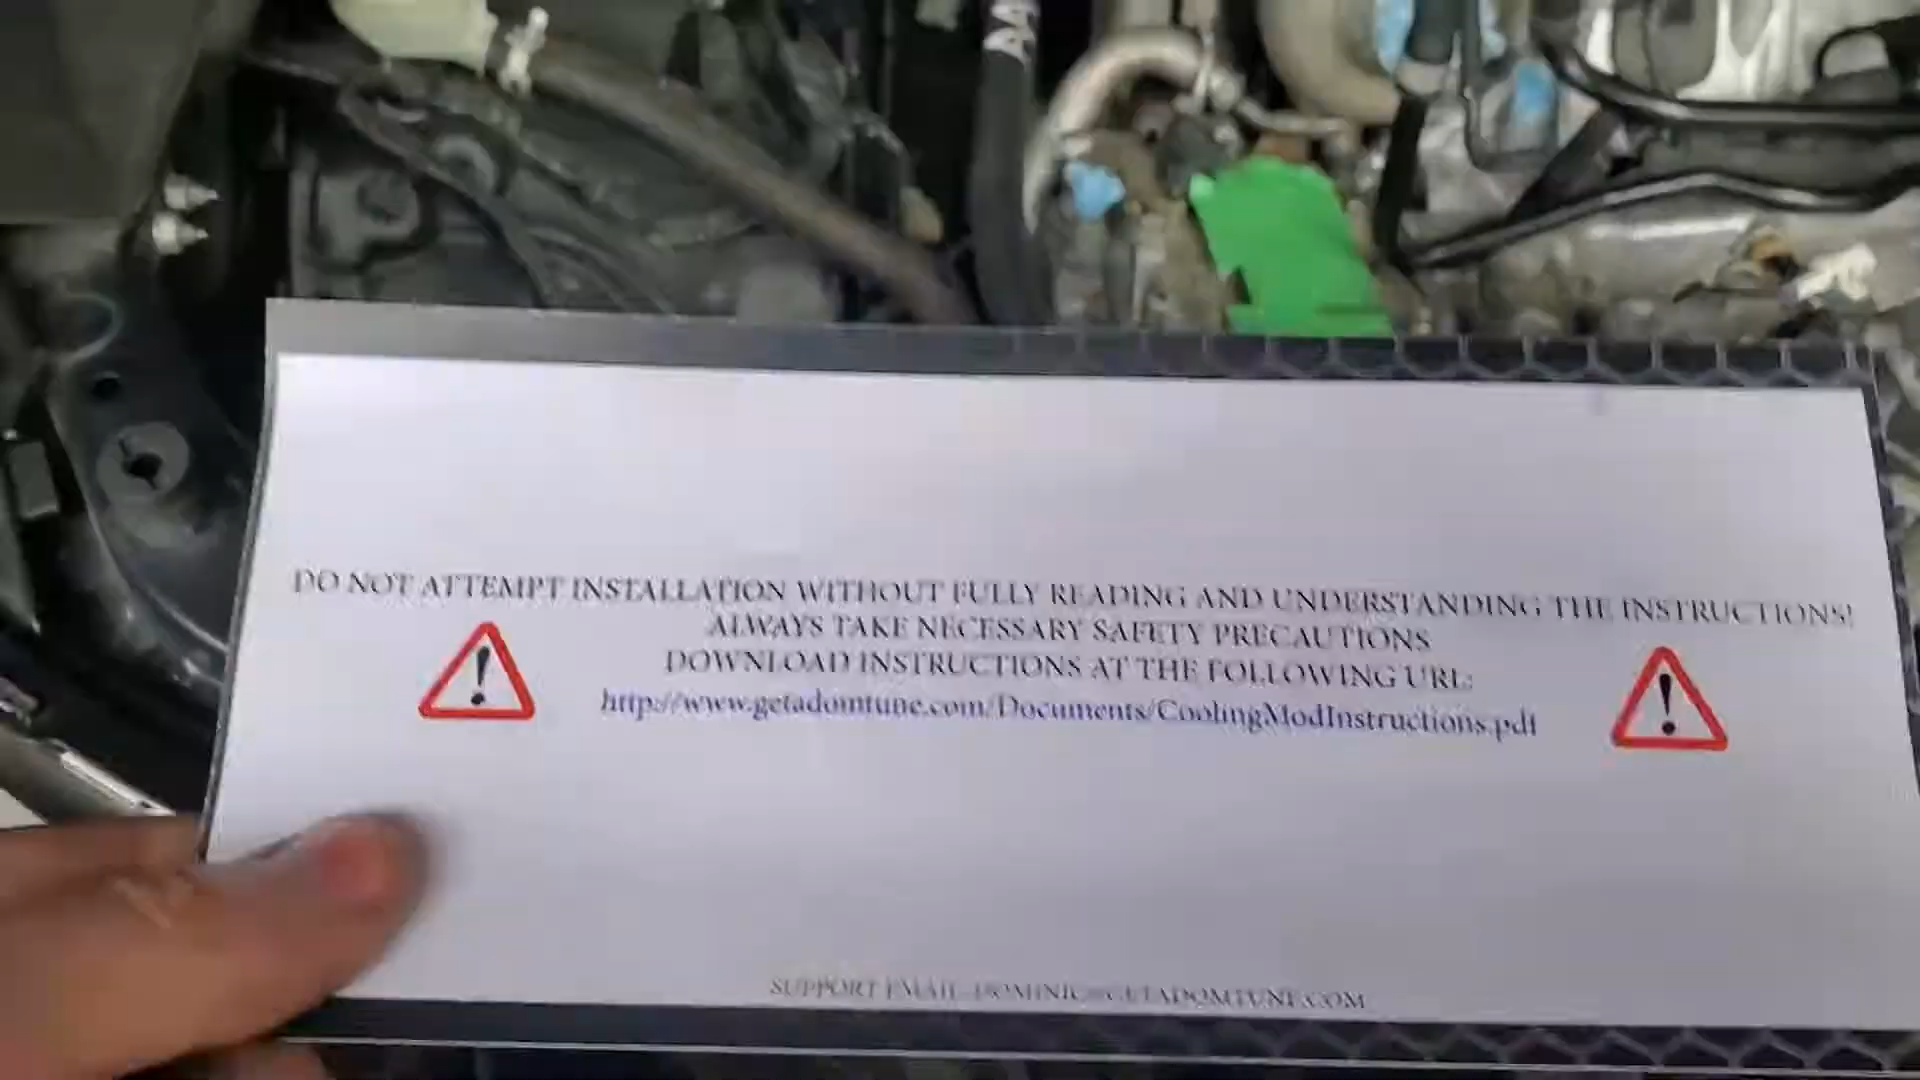 DO NOT ATTEMPT INSTALLATION WITHOUT FULLY READING AND UNDERSTANDING THE INSTRUCTIONS!
ALWAYS TAKE NECESSARY SAFETY PRECAUTIONS
DOWNLOAD INSTRUCTIONS AT THE FOLLOWING URL:
http://www.getadomtune.com/Documents/CoolingModInstructions.pdf
SUPPORT EMAIL: DOMINIC@GETADOMTUNE.COM